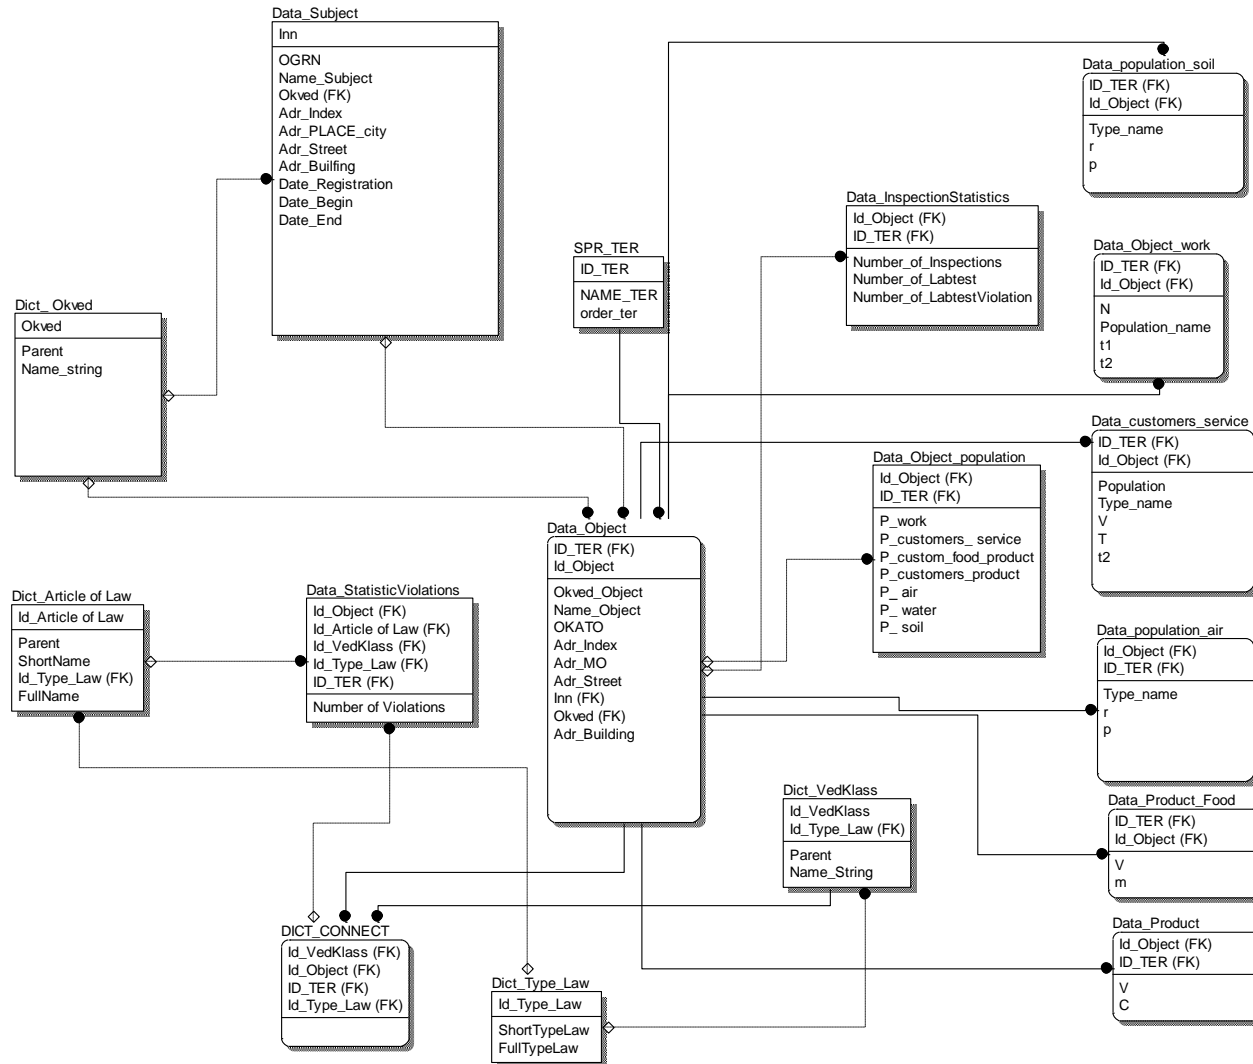 Data_Subject
Inn
OGRN
Name_Subject
Okved (FK)
Adr_Index
Adr_PLACE_city
Adr_Street
Adr_Builfing
Date_Registration
Date_Begin
Date_End
Data_population_soil
ID_TER (FK)
Id_Object (FK)
Type_name
r
p
Data_InspectionStatistics
Id_Object (FK)
ID_TER (FK)
Number_of_Inspections
Number_of_Labtest
Number_of_LabtestViolation
SPR_TER
ID_TER
NAME_TER
order_ter
Data_Object_work
ID_TER (FK)
Id_Object (FK)
N
Population_name
t1
t2
Dict_ Okved
Okved
Parent
Name_string
Data_customers_service
ID_TER (FK)
Id_Object (FK)
Population
Type_name
V
T
t2
Data_Object_population
Id_Object (FK)
ID_TER (FK)
P_work
P_customers_ service
P_custom_food_product
P_customers_product
P_ air
P_ water
P_ soil
Data_Object
ID_TER (FK)
Id_Object
Okved_Object
Name_Object
OKATO
Adr_Index
Adr_MO
Adr_Street
Inn (FK)
Okved (FK)
Adr_Building
Dict_Article of Law
Id_Article of Law
Parent
ShortName
Id_Type_Law (FK)
FullName
Data_StatisticViolations
Id_Object (FK)
Id_Article of Law (FK)
Id_VedKlass (FK)
Id_Type_Law (FK)
ID_TER (FK)
Number of Violations
Data_population_air
Id_Object (FK)
ID_TER (FK)
Type_name
r
p
Dict_VedKlass
Id_VedKlass
Id_Type_Law (FK)
Parent
Name_String
Data_Product_Food
ID_TER (FK)
Id_Object (FK)
V
m
DICT_CONNECT
Id_VedKlass (FK)
Id_Object (FK)
ID_TER (FK)
Id_Type_Law (FK)
Dict_Type_Law
Id_Type_Law
ShortTypeLaw
FullTypeLaw
Data_Product
Id_Object (FK)
ID_TER (FK)
V
C